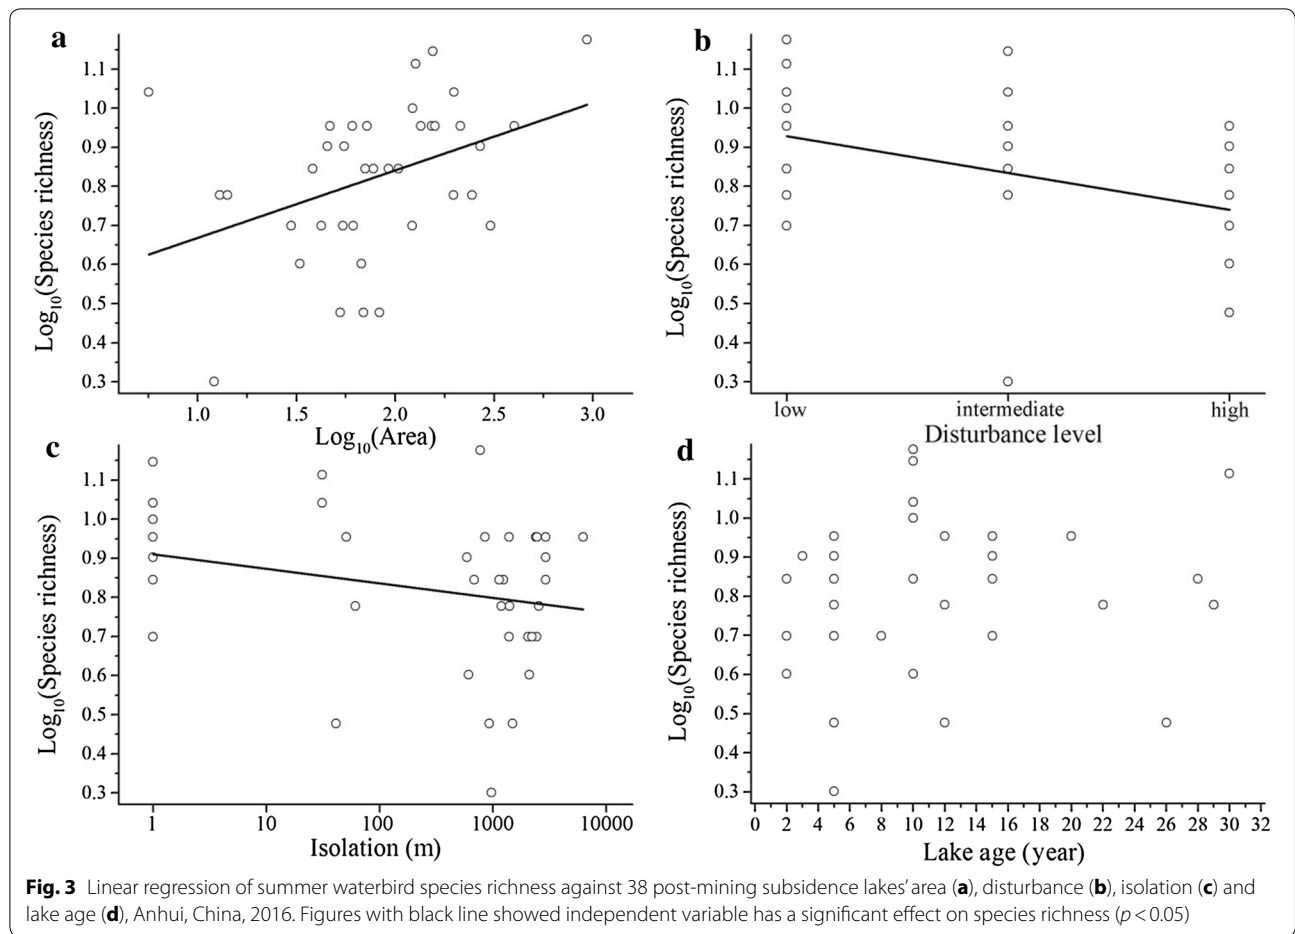 a
1.1
1.0
0.9
0.8
0.7
0.6
0.5
0.4
0.3
Log10(Species richness)
1.0 1.5 2.0 2.5 3.0
Log10(Area)
b
1.1
1.0
0.9
0.8
0.7
0.6
0.5
0.4
0.3
Log10(Species richness)
low intermediate high
Disturbance level
c
1.1
1.0
0.9
0.8
0.7
0.6
0.5
0.4
0.3
Log10(Species richness)
1 10 100 1000 10000
Isolation (m)
d
1.1
1.0
0.9
0.8
0.7
0.6
0.5
0.4
0.3
Log10(Species richness)
0 2 4 6 8 10 12 14 16 18 20 22 24 26 28 30 32
Lake age (year)
Fig. 3 Linear regression of summer waterbird species richness against 38 post-mining subsidence lakes' area (a), disturbance (b), isolation (c) and
lake age (d), Anhui, China, 2016. Figures with black line showed independent variable has a significant effect on species richness (p < 0.05)